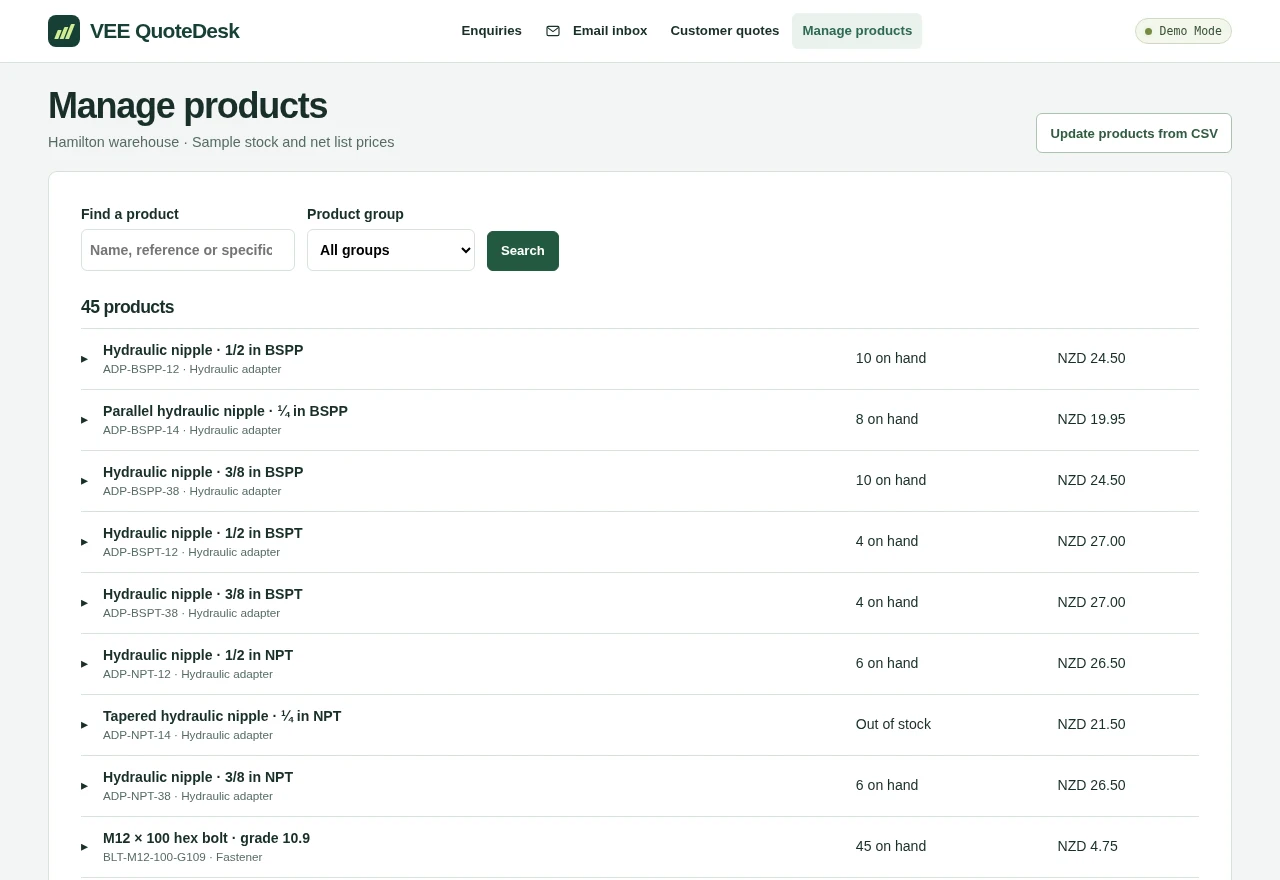 VEE QuoteDesk
Enquiries
Email inbox
Customer quotes
Manage products
Demo Mode
Manage products
Hamilton warehouse · Sample stock and net list prices
Update products from CSV
Find a product
Product group
Name, reference or specific
All groups
Search
45 products
Hydraulic nipple · 1/2 in BSPP
ADP-BSPP-12 · Hydraulic adapter
10 on hand
NZD 24.50
Parallel hydraulic nipple · ¼ in BSPP
ADP-BSPP-14 · Hydraulic adapter
8 on hand
NZD 19.95
Hydraulic nipple · 3/8 in BSPP
ADP-BSPP-38 · Hydraulic adapter
10 on hand
NZD 24.50
Hydraulic nipple · 1/2 in BSPT
ADP-BSPT-12 · Hydraulic adapter
4 on hand
NZD 27.00
Hydraulic nipple · 3/8 in BSPT
ADP-BSPT-38 · Hydraulic adapter
4 on hand
NZD 27.00
Hydraulic nipple · 1/2 in NPT
ADP-NPT-12 · Hydraulic adapter
6 on hand
NZD 26.50
Tapered hydraulic nipple · ¼ in NPT
ADP-NPT-14 · Hydraulic adapter
Out of stock
NZD 21.50
Hydraulic nipple · 3/8 in NPT
ADP-NPT-38 · Hydraulic adapter
6 on hand
NZD 26.50
M12 × 100 hex bolt · grade 10.9
BLT-M12-100-G109 · Fastener
45 on hand
NZD 4.75